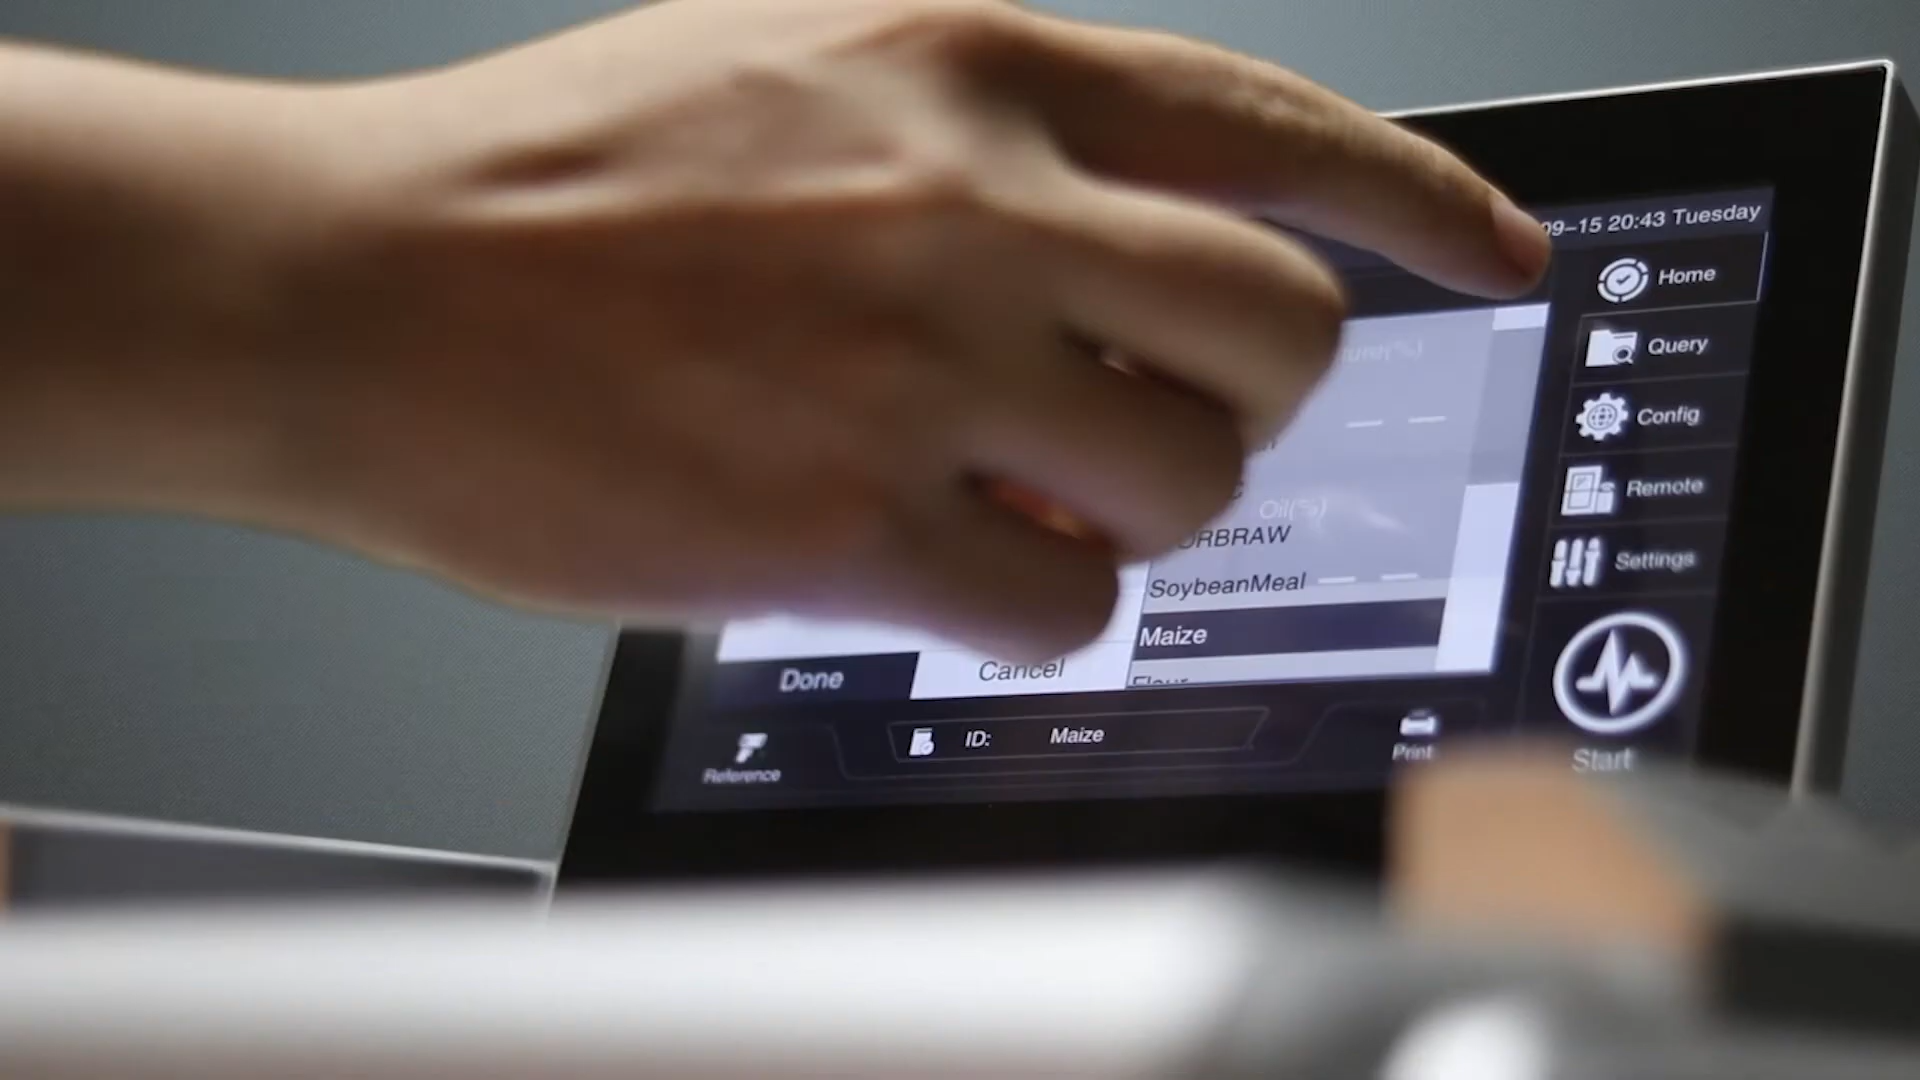 09-15 20:43 Tuesday
Home
Query
Config
Remote
Settings
Start
Oil(%)
SoybeanMeal
Maize
Done
Cancel
Reference
ID: Maize
Print